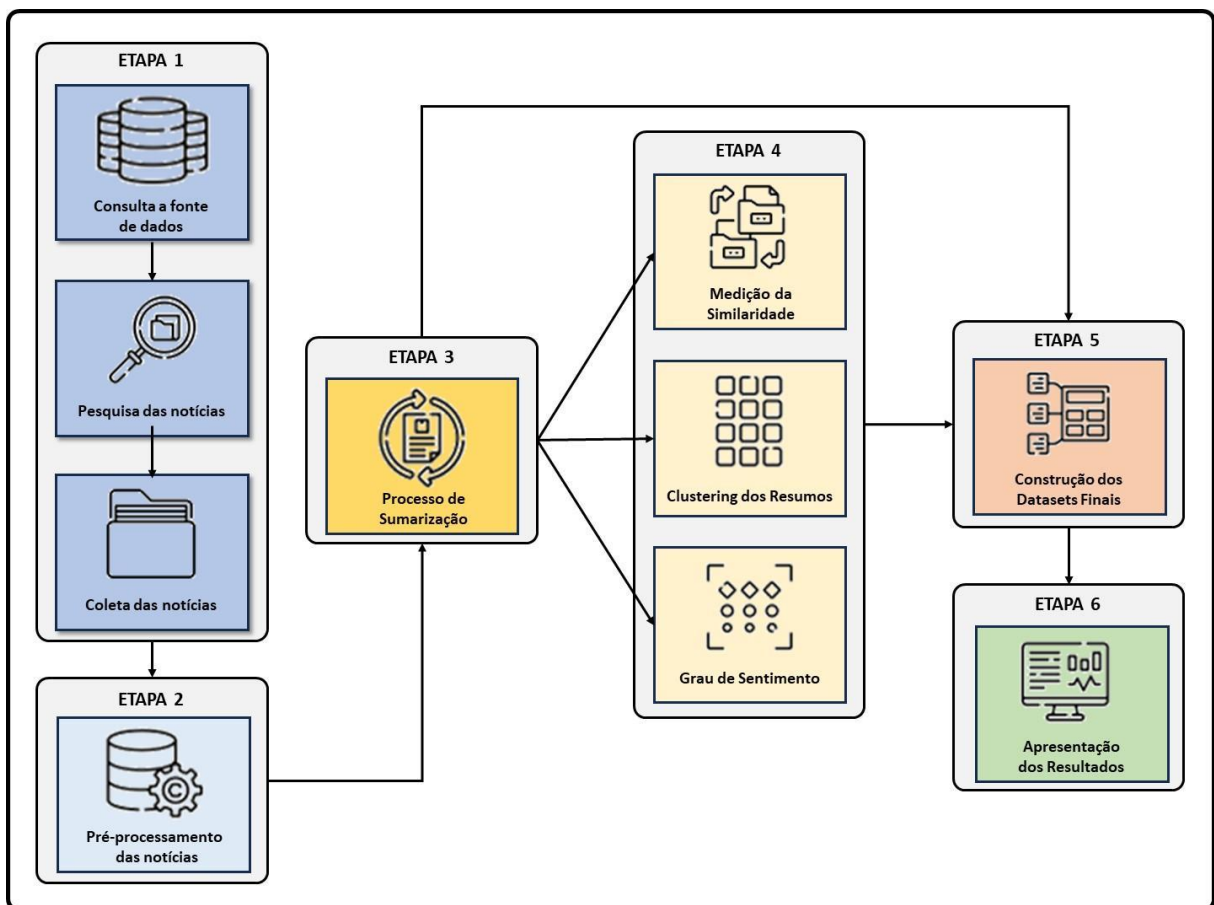 ETAPA 1
Consulta a fonte
de dados
Pesquisa das notícias
Coleta das notícias
ETAPA 2
Pré-processamento
das notícias
ETAPA 3
Processo de
Sumarização
ETAPA 4
Medição da
Similaridade
Clustering dos Resumos
Grau de Sentimento
ETAPA 5
Construção dos
Datasets Finais
ETAPA 6
Apresentação
dos Resultados